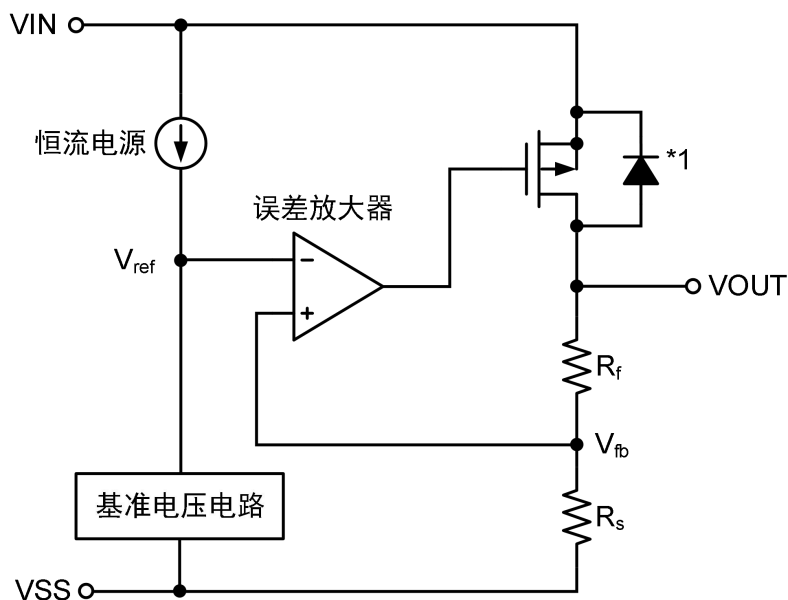 VIN
恒流电源
*1
误差放大器
Vref
−
+
VOUT
Rf
Vfb
基准电压电路
Rs
VSS